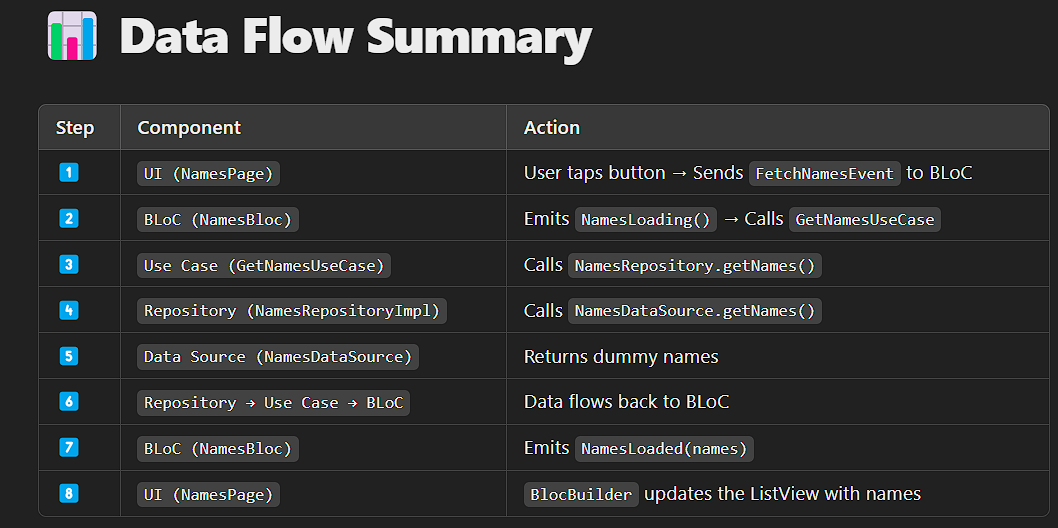 Data Flow Summary
Step Component Action
1 UI (NamesPage) User taps button → Sends FetchNamesEvent to BLoC
2 BLoC (NamesBloc) Emits NamesLoading() → Calls GetNamesUseCase
3 Use Case (GetNamesUseCase) Calls NamesRepository.getNames()
4 Repository (NamesRepositoryImpl) Calls NamesDataSource.getNames()
5 Data Source (NamesDataSource) Returns dummy names
6 Repository → Use Case → BLoC Data flows back to BLoC
7 BLoC (NamesBloc) Emits NamesLoaded(names)
8 UI (NamesPage) BlocBuilder updates the ListView with names